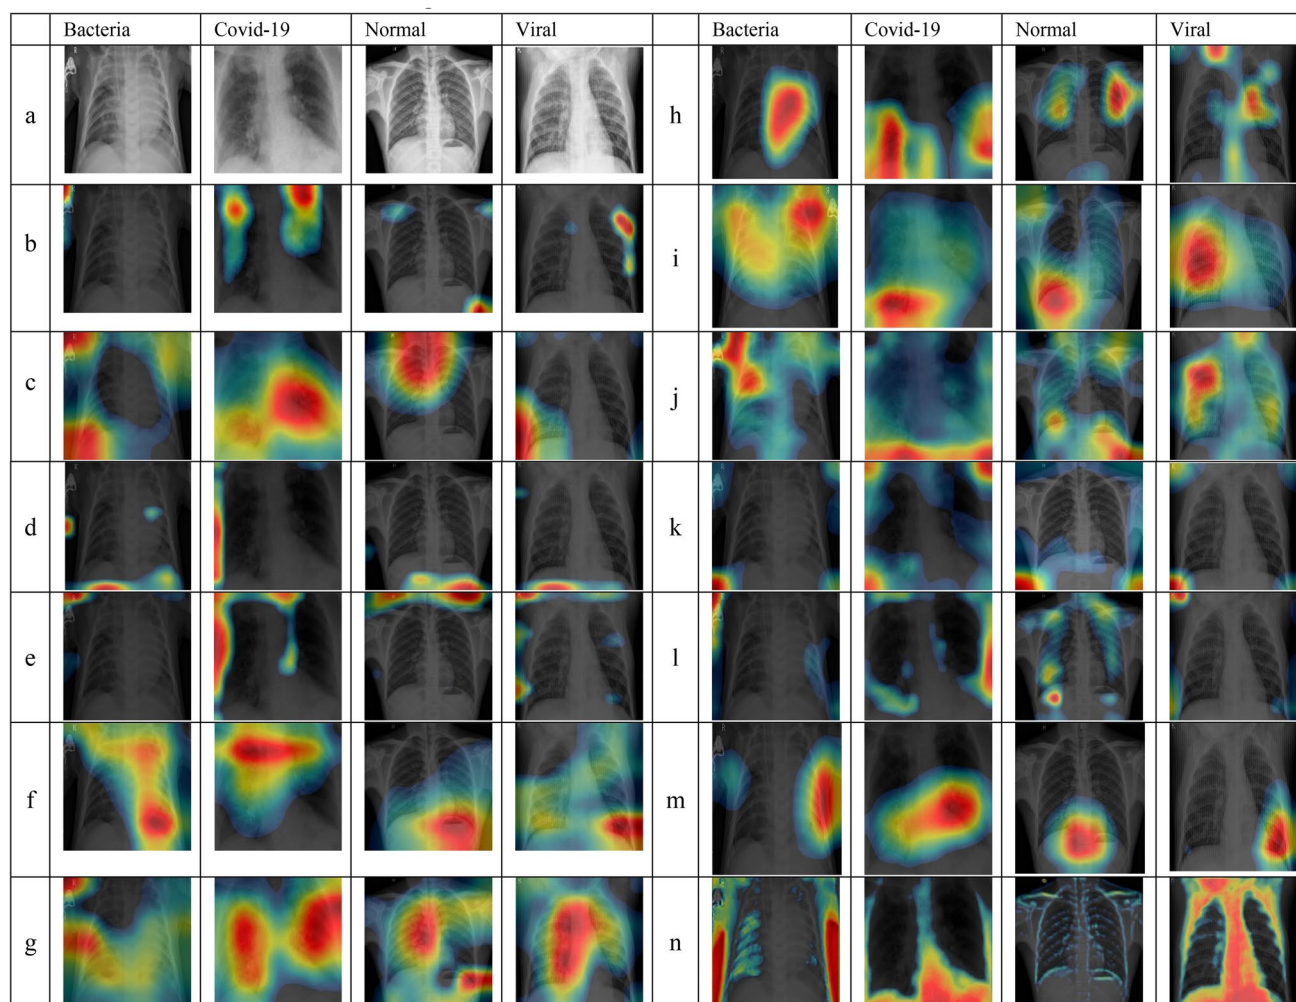 Bacteria Covid-19 Normal Viral Bacteria Covid-19 Normal Viral
a h
b i
c j
d k
e l
f m
g n